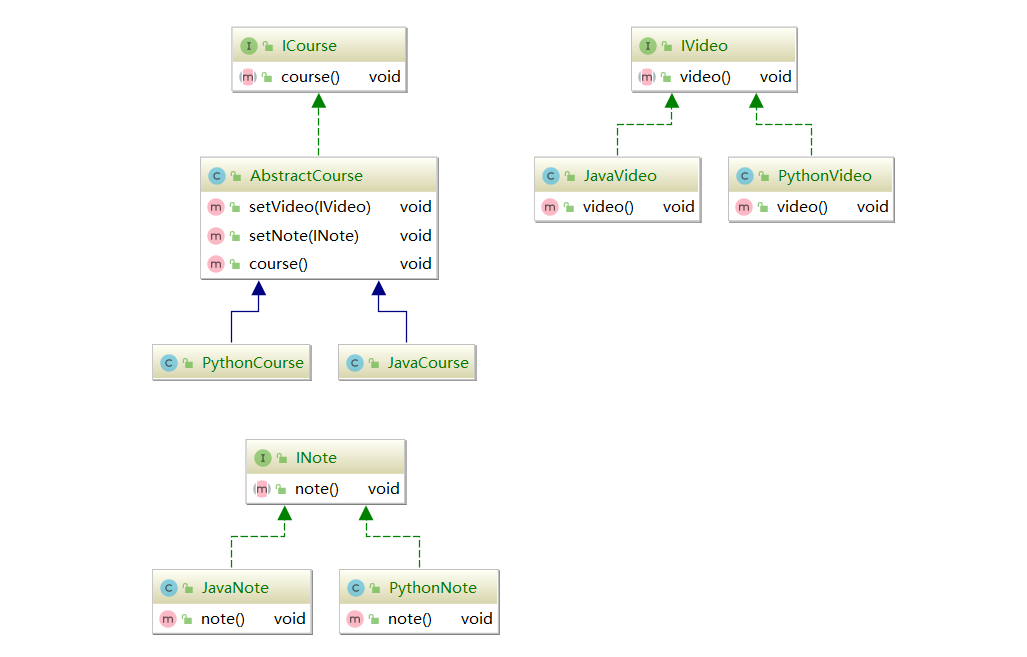 I ICourse
m course() void
I IVideo
m video() void
C AbstractCourse
m setVideo(IVideo) void
m setNote(INote) void
m course() void
C JavaVideo
m video() void
C PythonVideo
m video() void
C PythonCourse
C JavaCourse
I INote
m note() void
C JavaNote
m note() void
C PythonNote
m note() void